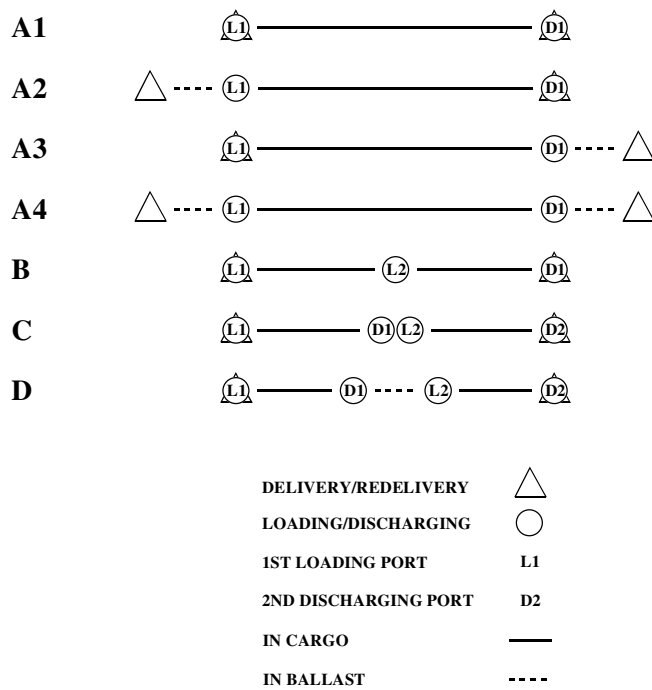 A1 L1 D1
A2 L1 D1
A3 L1 D1
A4 L1 D1
B L1 L2 D1
C L1 D1 L2 D2
D L1 D1 L2 D2
DELIVERY/REDELIVERY
LOADING/DISCHARGING
1ST LOADING PORT L1
2ND DISCHARGING PORT D2
IN CARGO
IN BALLAST